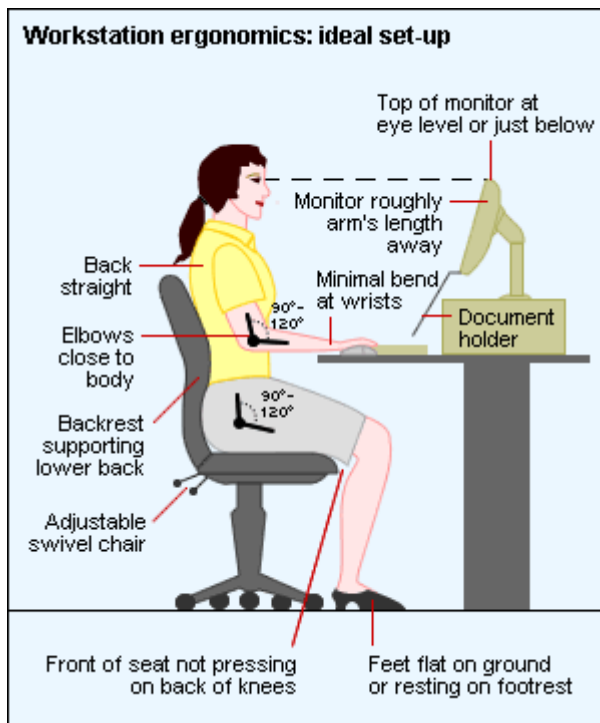 Workstation ergonomics: ideal set-up
Top of monitor at
eye level or just below
Monitor roughly
arm's length
away
Back
straight
Minimal bend
at wrists
90°-
120°
Document
holder
Elbows
close to
body
90°-
120°
Backrest
supporting
lower back
Adjustable
swivel chair
Front of seat not pressing
on back of knees
Feet flat on ground
or resting on footrest